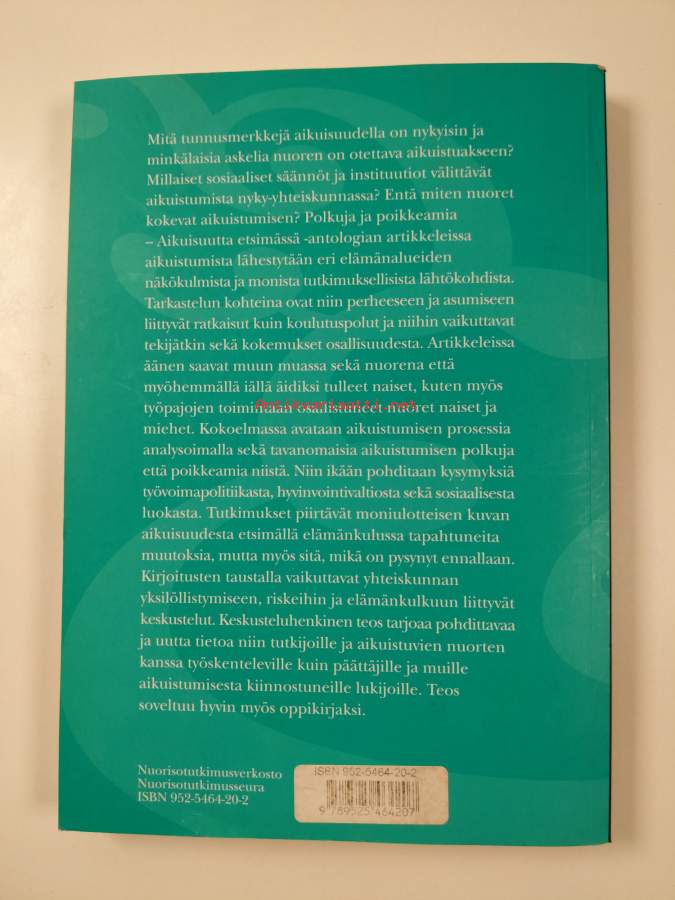 Mitä tunnusmerkkejä aikuisuudella on nykyisin ja
minkälaisia askelia nuoren on otettava aikuistuakseen?
Millaiset sosiaaliset säännöt ja instituutiot välittävät
aikuistumista nyky-yhteiskunnassa? Entä miten nuoret
kokevat aikuistumisen? Polkuja ja poikkeamia
– Aikuisuutta etsimässä -antologian artikkeleissa
aikuistumista lähestytään eri elämänalueiden
näkökulmista ja monista tutkimuksellisista lähtökohdista.
Tarkastelun kohteina ovat niin perheeseen ja asumiseen
liittyvät ratkaisut kuin koulutuspolut ja niihin vaikuttavat
tekijätkin sekä kokemukset osallisuudesta. Artikkeleissa
äänen saavat muun muassa sekä nuorena että
myöhemmällä iällä äidiksi tulleet naiset, kuten myös
Antikvariaatti.net
työpajojen toimintaan osallistuneet nuoret naiset ja
miehet. Kokoelmassa avataan aikuistumisen prosessia
analysoimalla sekä tavanomaisia aikuistumisen polkuja
että poikkeamia niistä. Niin ikään pohditaan kysymyksiä
työvoimapolitiikasta, hyvinvointivaltiosta sekä sosiaalisesta
luokasta. Tutkimukset piirtävät moniulotteisen kuvan
aikuisuudesta etsimällä elämänkulussa tapahtuneita
muutoksia, mutta myös sitä, mikä on pysynyt ennallaan.
Kirjoitusten taustalla vaikuttavat yhteiskunnan
yksilöllistymiseen, riskeihin ja elämänkulkuun liittyvät
keskustelut. Keskusteluhenkinen teos tarjoaa pohdittavaa
ja uutta tietoa niin tutkijoille ja aikuistuvien nuorten
kanssa työskenteleville kuin päättäjille ja muille
aikuistumisesta kiinnostuneille lukijoille. Teos
soveltuu hyvin myös oppikirjaksi.
Nuorisotutkimusverkosto
Nuorisotutkimusseura
ISBN 952-5464-20-2
ISBN 952-5464-20-2
9 789525 464207